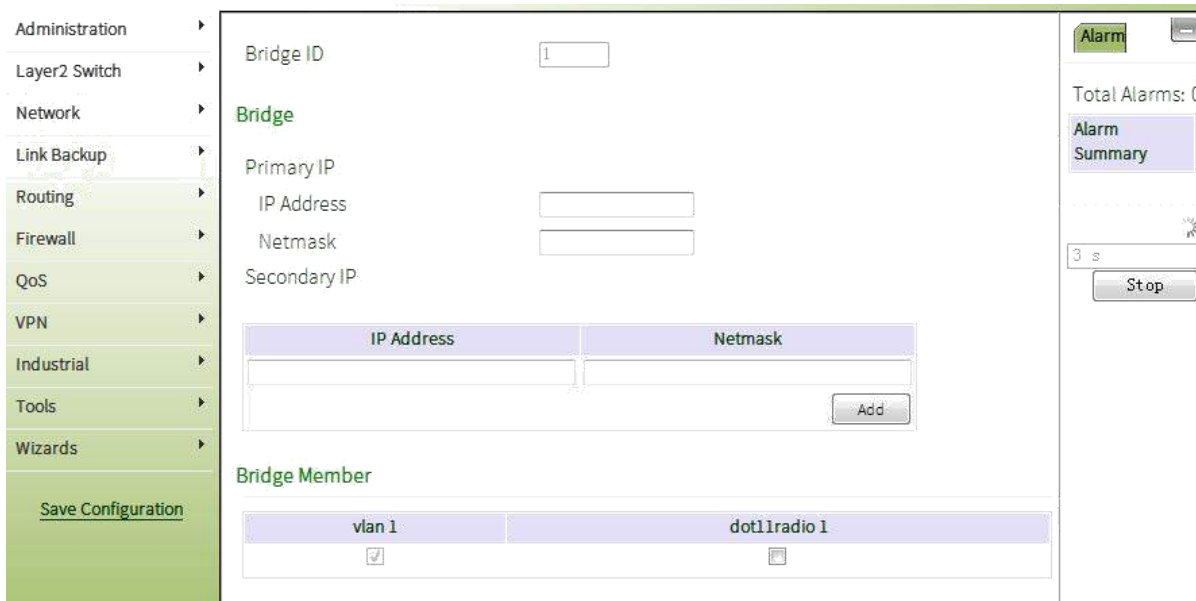 Administration
Layer2 Switch
Network
Link Backup
Routing
Firewall
QoS
VPN
Industrial
Tools
Wizards
Save Configuration
Bridge ID
1
Bridge
Primary IP
IP Address
Netmask
Secondary IP
IP Address Netmask
Add
Bridge Member
vlan 1 dot11radio 1
Alarm
Total Alarms:
Alarm
Summary
3 s
Stop